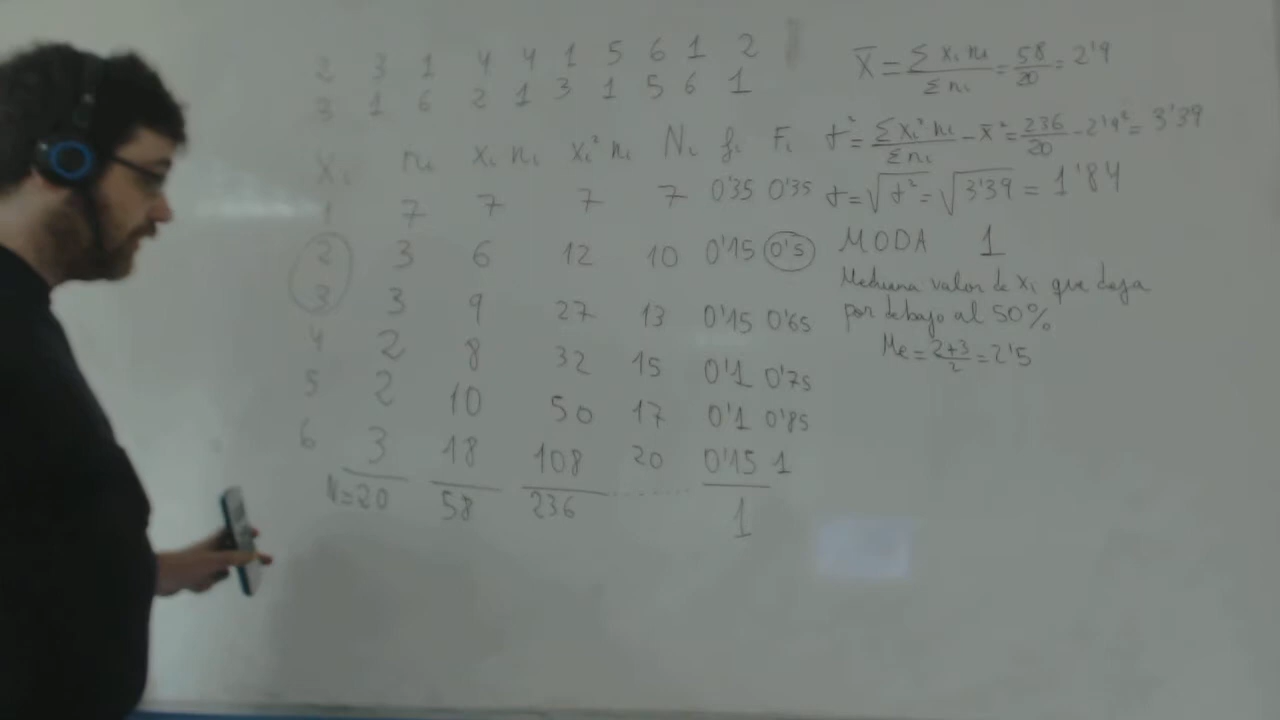 2 3 1 4 4 1 5 6 1 2
3 1 6 2 1 3 1 5 6 1
xᵢ nᵢ xᵢ nᵢ xᵢ² nᵢ Nᵢ fᵢ Fᵢ
1 7 7 7 7 0'35 0'35
2 3 6 12 10 0'15 0'5
3 3 9 27 13 0'15 0'65
4 2 8 32 15 0'1 0'75
5 2 10 50 17 0'1 0'85
6 3 18 108 20 0'15 1
N=20 58 236 ........ 1
X̄ = Σ xᵢ nᵢ / Σ nᵢ = 58/20 = 2'9
σ² = Σ xᵢ² nᵢ / Σ nᵢ − x̄² = 236/20 − 2'9² = 3'39
σ = √σ² = √3'39 = 1'84
MODA 1
Mediana valor de xᵢ que deja
por debajo al 50%
Me = 2+3/2 = 2'5